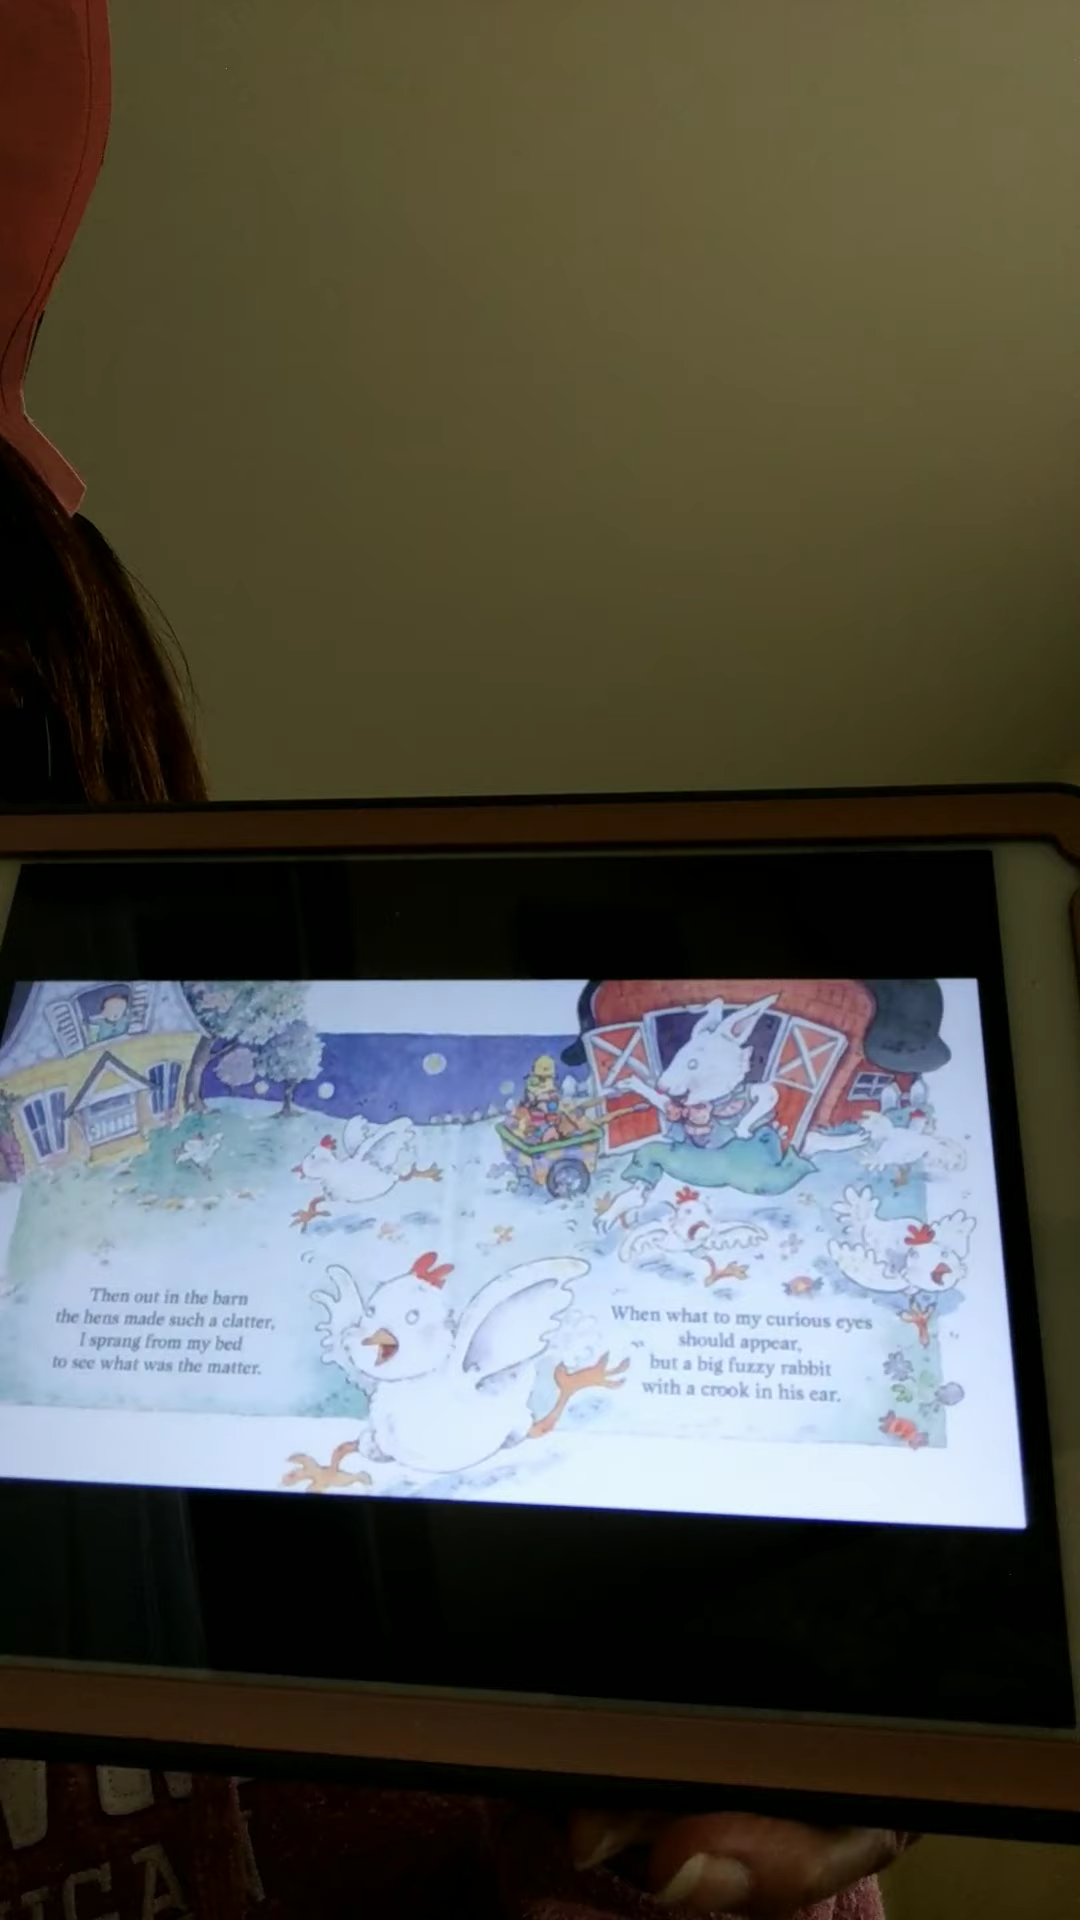 Then out in the barn
the hens made such a clatter,
I sprang from my bed
to see what was the matter.
When what to my curious eyes
should appear,
but a big fuzzy rabbit
with a crook in his ear.